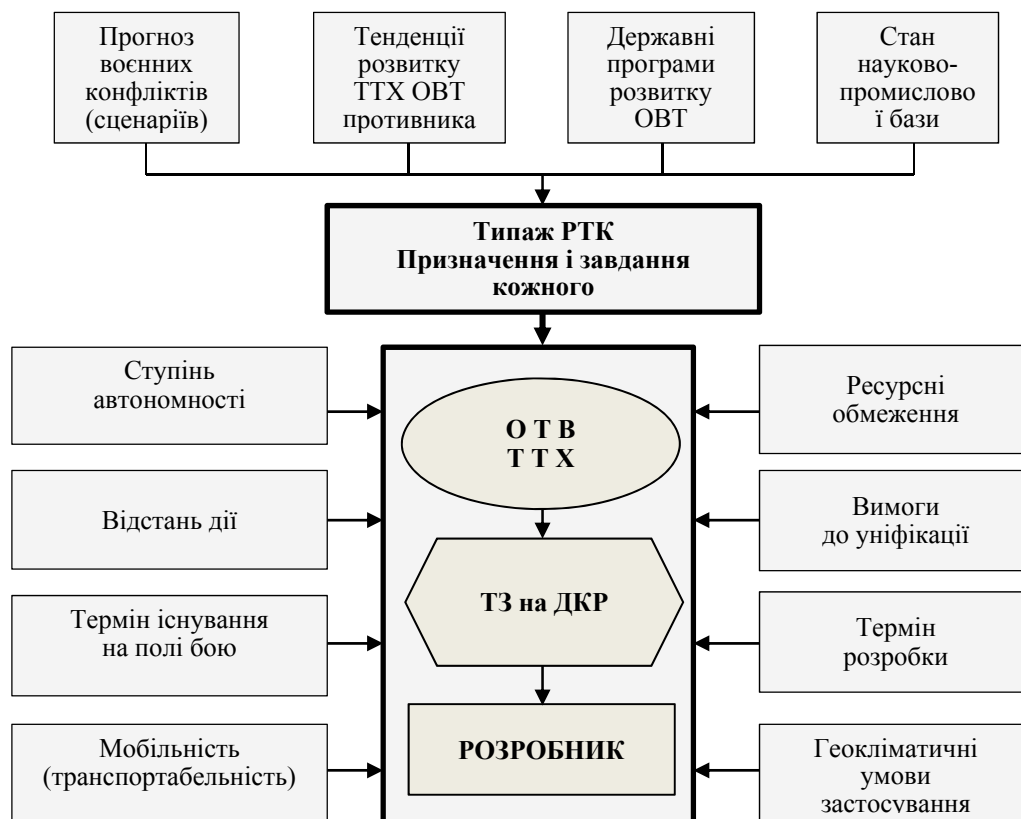 Прогноз
воєнних
конфліктів
(сценаріїв)
Тенденції
розвитку
ТТХ ОВТ
противника
Державні
програми
розвитку
ОВТ
Стан
науково-
промислово
ї бази
Типаж РТК
Призначення і завдання
кожного
Ступінь
автономності
Відстань дії
Термін існування
на полі бою
Мобільність
(транспортабельність)
О Т В
Т Т Х
ТЗ на ДКР
РОЗРОБНИК
Ресурсні
обмеження
Вимоги
до уніфікації
Термін
розробки
Геокліматичні
умови
застосування